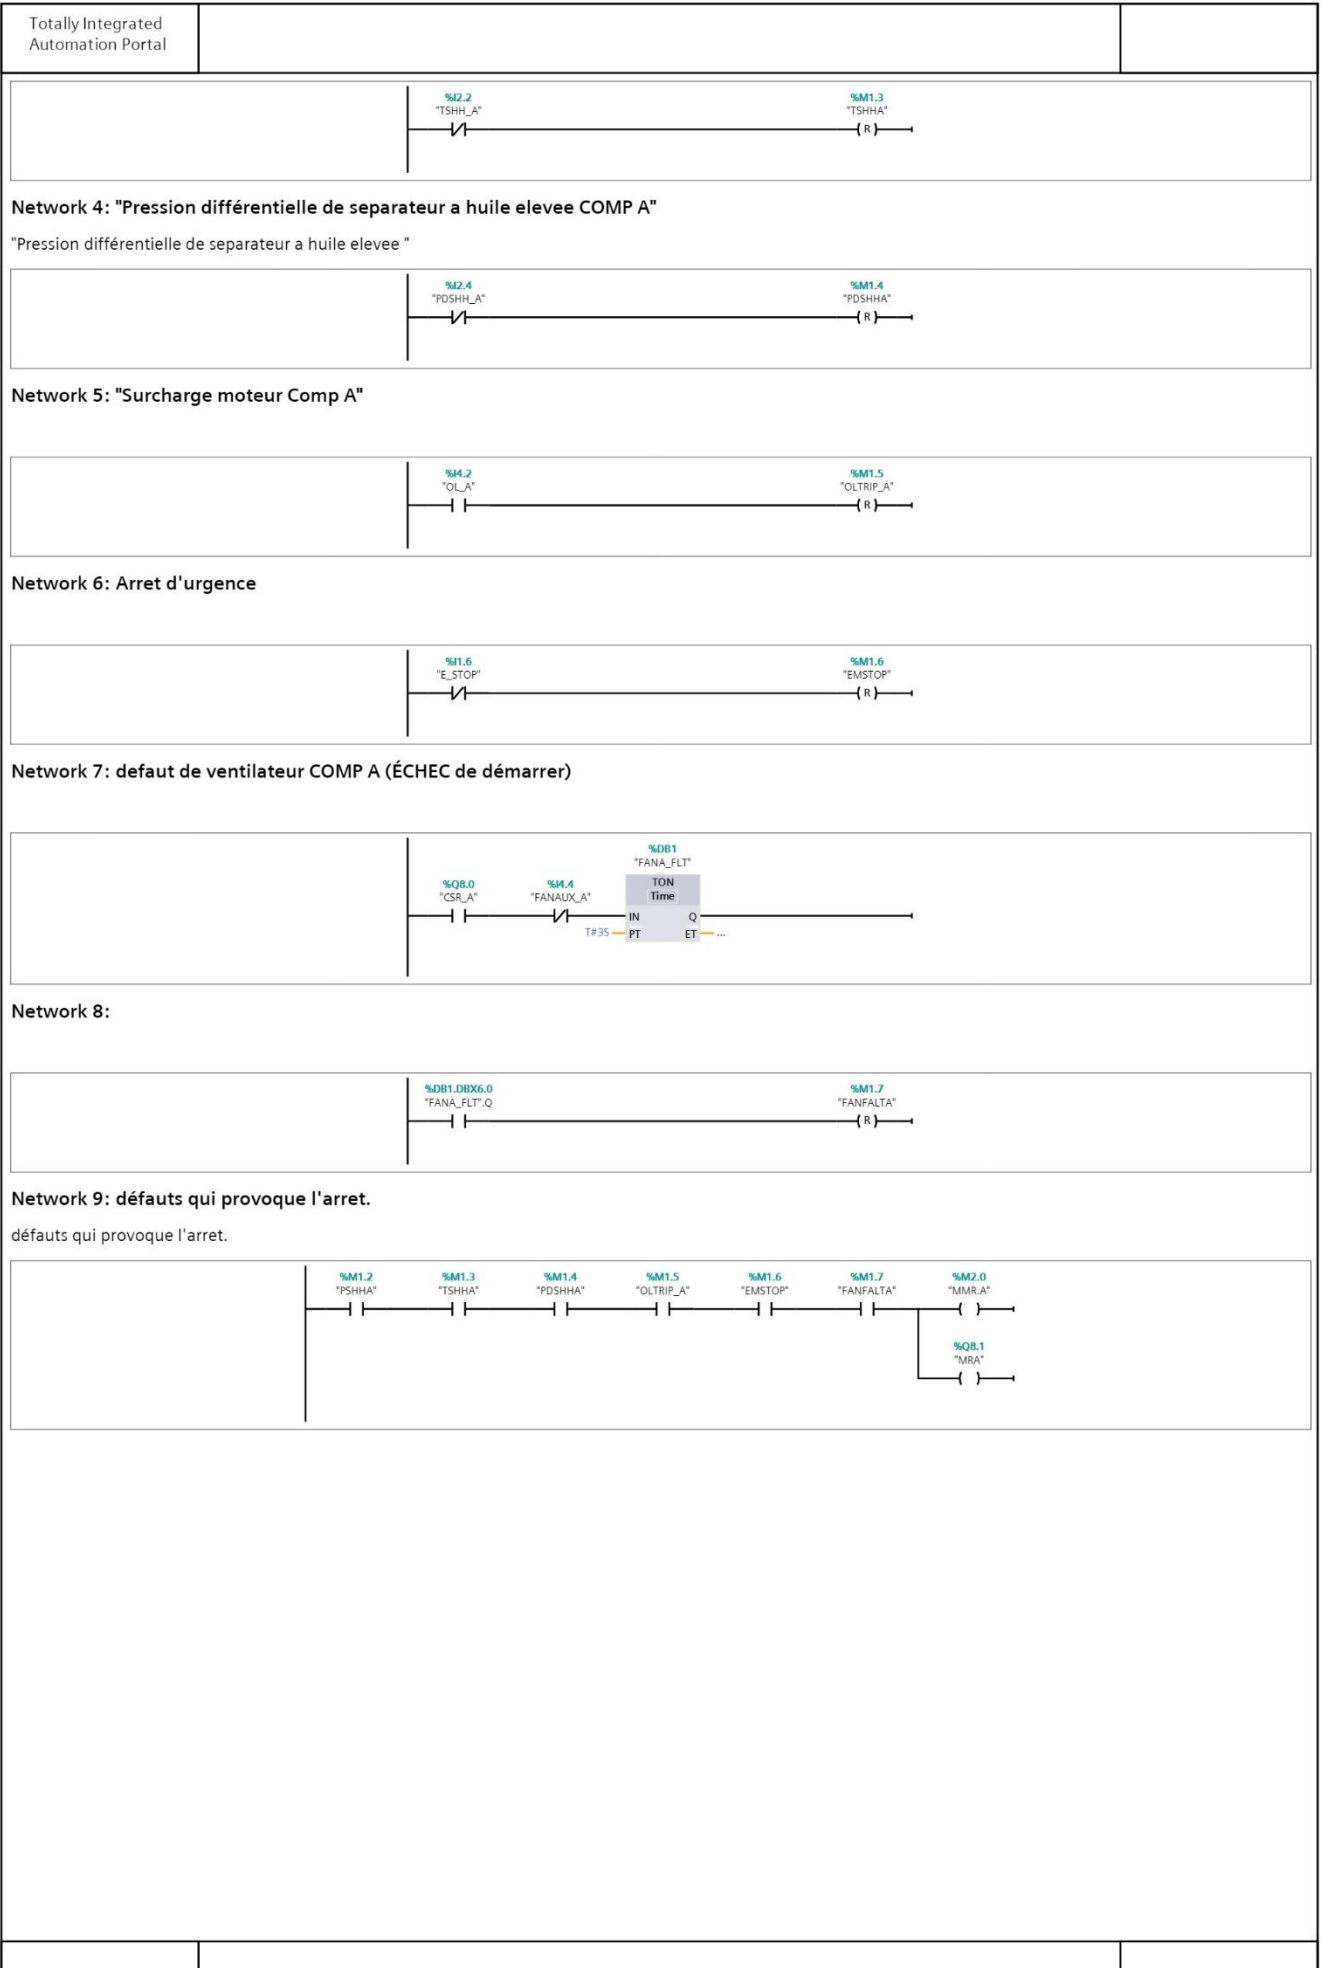 Totally Integrated
Automation Portal
%I2.2
"TSHH_A"
%M1.3
"TSHHA"
( R )
Network 4: "Pression différentielle de separateur a huile elevee COMP A"
"Pression différentielle de separateur a huile elevee "
%I2.4
"PDSHH_A"
%M1.4
"PDSHHA"
( R )
Network 5: "Surcharge moteur Comp A"
%I4.2
"OL_A"
%M1.5
"OLTRIP_A"
( R )
Network 6: Arret d'urgence
%I1.6
"E_STOP"
%M1.6
"EMSTOP"
( R )
Network 7: defaut de ventilateur COMP A (ÉCHEC de démarrer)
%DB1
"FANA_FLT"
%Q8.0
"CSR_A"
%I4.4
"FANAUX_A"
TON
Time
IN Q
T#3S PT ET ...
Network 8:
%DB1.DBX6.0
"FANA_FLT".Q
%M1.7
"FANFALTA"
( R )
Network 9: défauts qui provoque l'arret.
défauts qui provoque l'arret.
%M1.2 %M1.3 %M1.4 %M1.5 %M1.6 %M1.7 %M2.0
"PSHHA" "TSHHA" "PDSHHA" "OLTRIP_A" "EMSTOP" "FANFALTA" "MMR.A"
%Q8.1
"MRA"